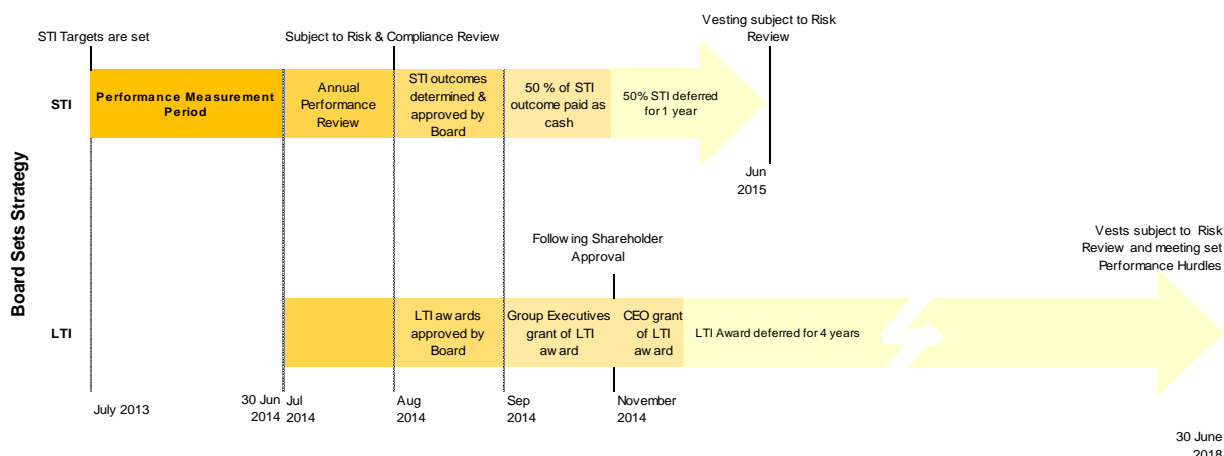 Vesting subject to Risk
Review
STI Targets are set
Subject to Risk & Compliance Review
STI
Performance Measurement
Period
Annual
Performance
Review
STI outcomes
determined &
approved by
Board
50 % of STI
outcome paid as
cash
50% STI deferred
for 1 year
Jun
2015
Board Sets Strategy
Following Shareholder
Approval
Vests subject to Risk
Review and meeting set
Performance Hurdles
LTI
LTI awards
approved by
Board
Group Executives
grant of LTI
award
CEO grant
of LTI
award
LTI Award deferred for 4 years
July 2013
30 Jun
2014
Jul
2014
Aug
2014
Sep
2014
November
2014
30 June
2018